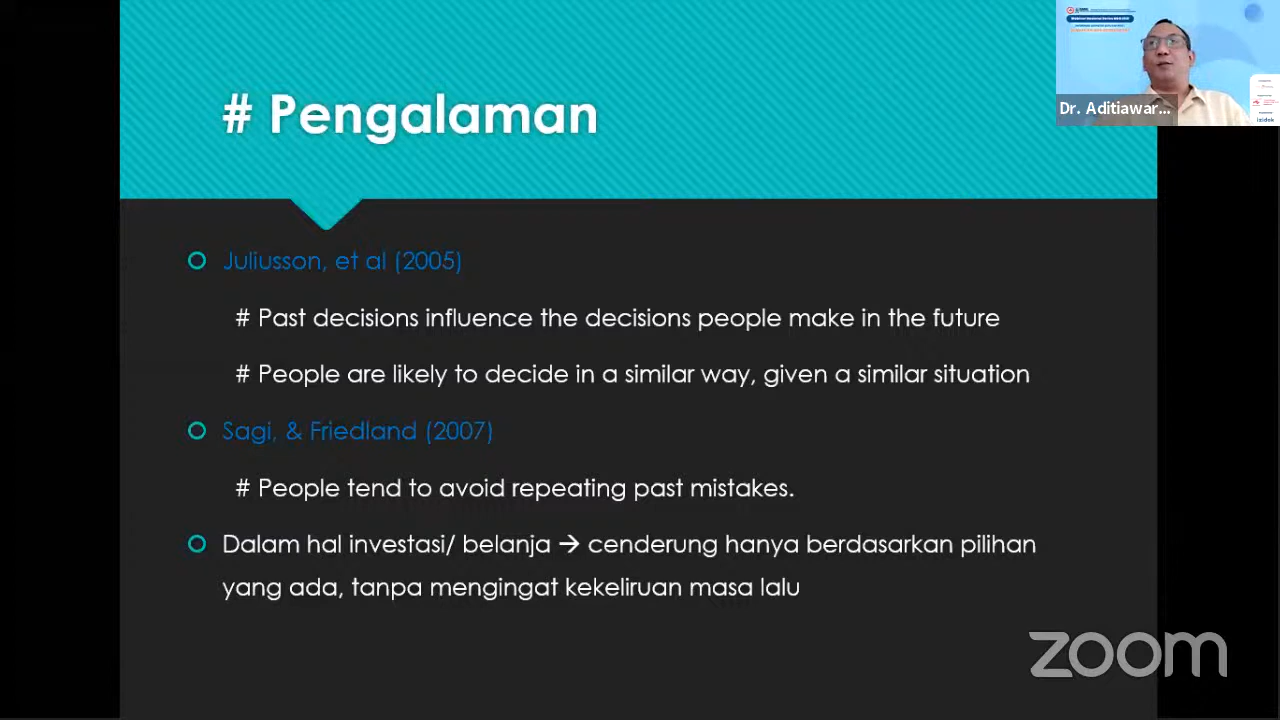 # Pengalaman
Dr. Aditiawar...
Juliusson, et al (2005)
# Past decisions influence the decisions people make in the future
# People are likely to decide in a similar way, given a similar situation
Sagi, & Friedland (2007)
# People tend to avoid repeating past mistakes.
Dalam hal investasi/ belanja → cenderung hanya berdasarkan pilihan
yang ada, tanpa mengingat kekeliruan masa lalu
zoom